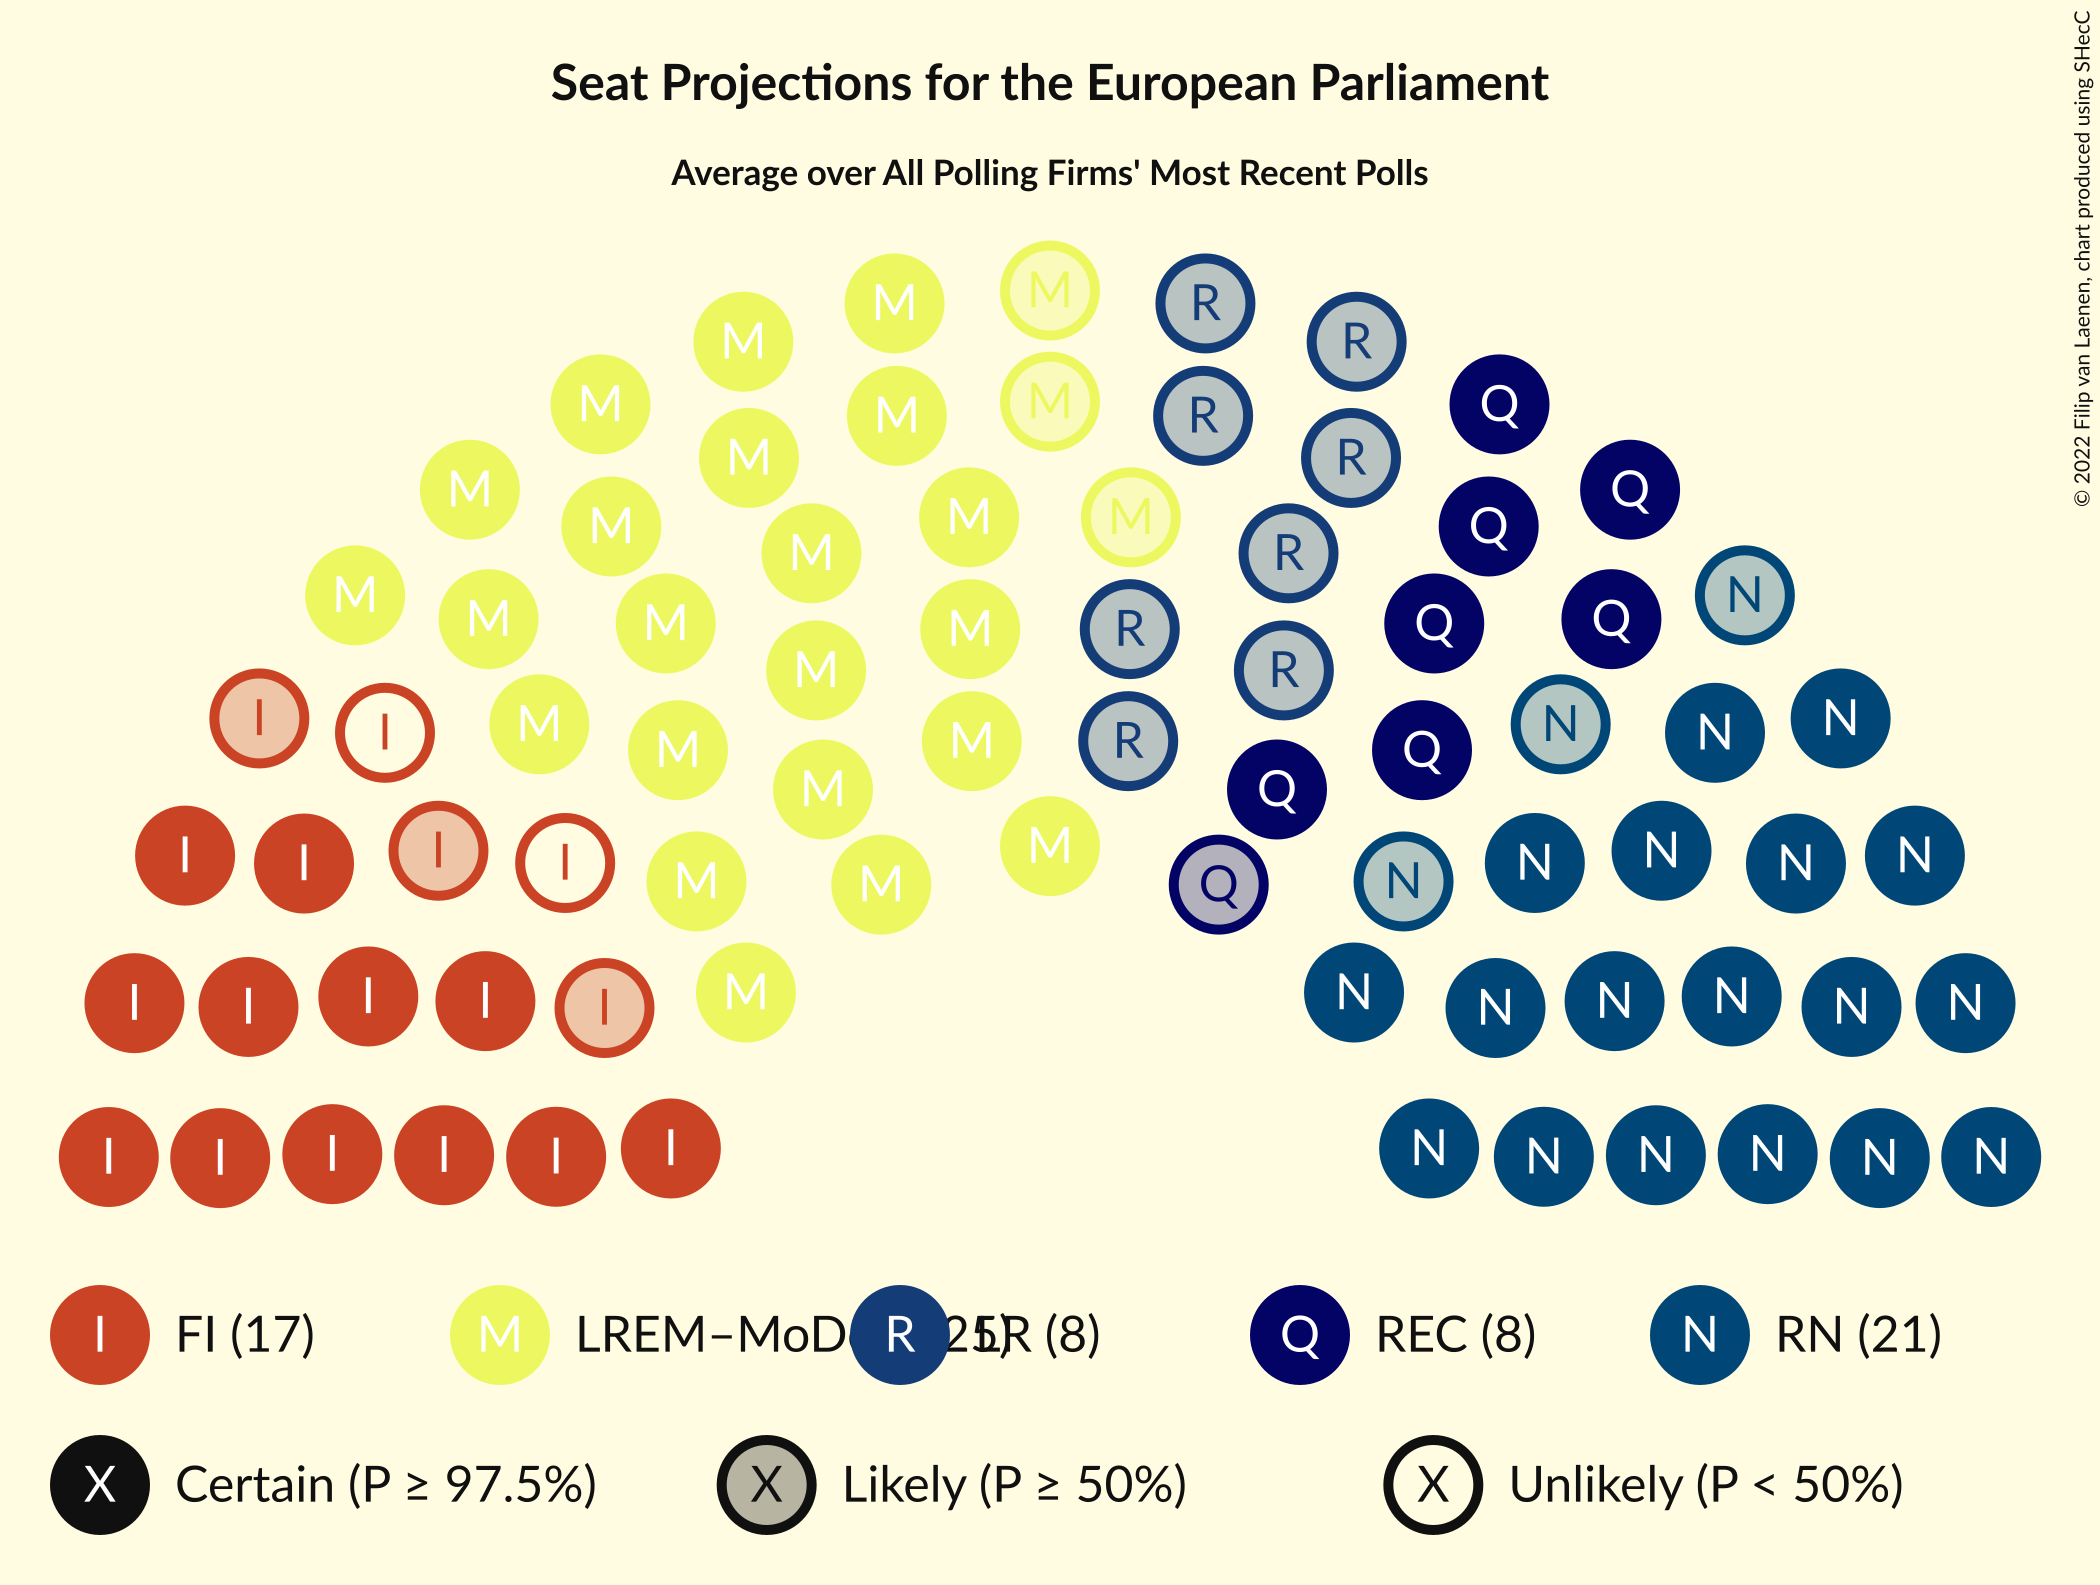 Seat Projections for the European Parliament
Average over All Polling Firms' Most Recent Polls
© 2022 Filip van Laenen, chart produced using SHecC
M M M R R
M M M R R Q
M M M M R Q Q
M M M M R Q Q N
M M M M R R Q N N
I I M M M M R Q Q N N N
I I I I M M M Q N N N N N
I I I I I M N N N N N N
I I I I I I N N N N N N
I FI (17) M LREM–MoD R LR (8) Q REC (8) N RN (21)
X Certain (P ≥ 97.5%) X Likely (P ≥ 50%) X Unlikely (P < 50%)